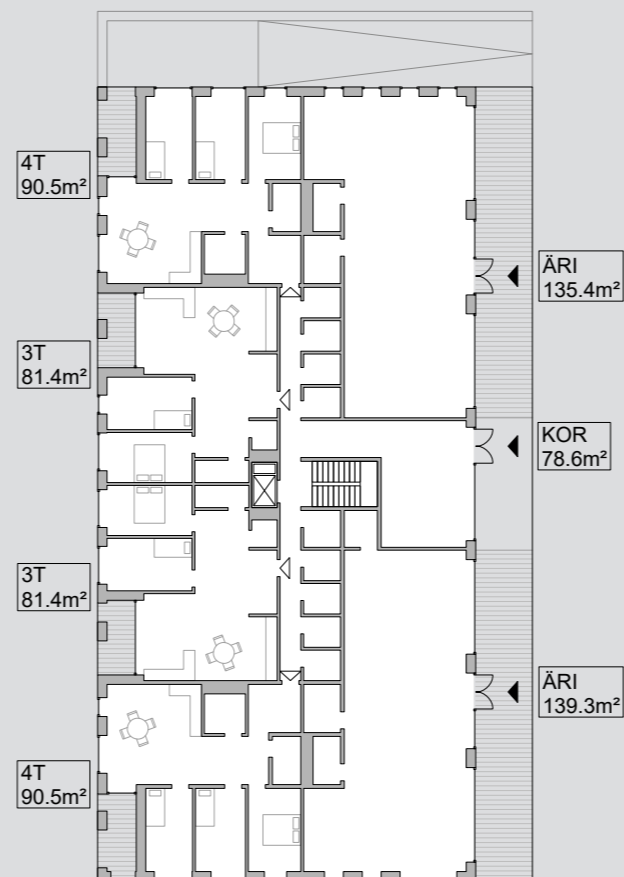 4T
90.5m²
3T
81.4m²
3T
81.4m²
4T
90.5m²
ÄRI
135.4m²
KOR
78.6m²
ÄRI
139.3m²